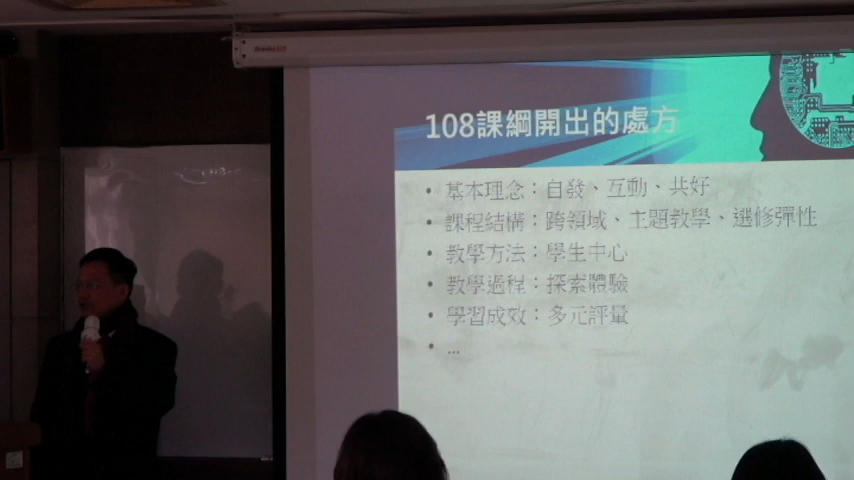 108課綱開出的處方
• 基本理念：自發、互動、共好
• 課程結構：跨領域、主題教學、選修彈性
• 教學方法：學生中心
• 教學過程：探索體驗
• 學習成效：多元評量
• ...